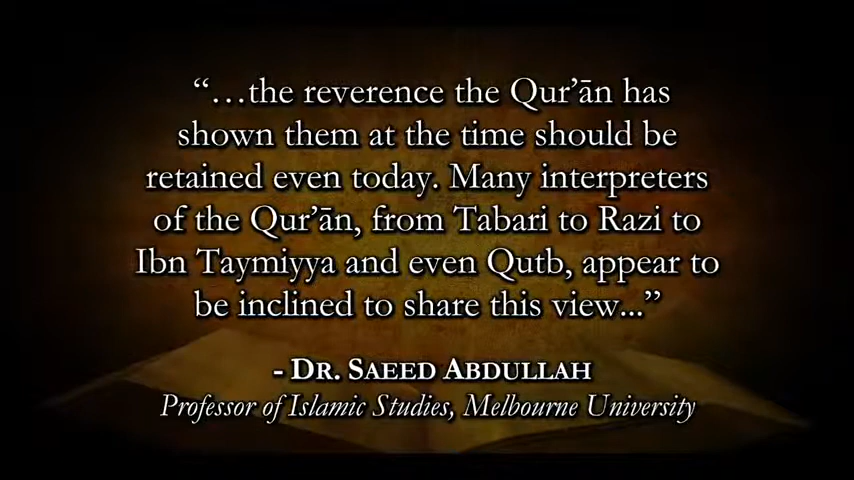 “…the reverence the Qur’ān has
shown them at the time should be
retained even today. Many interpreters
of the Qur’ān, from Tabari to Razi to
Ibn Taymiyya and even Qutb, appear to
be inclined to share this view...”
- DR. SAEED ABDULLAH
Professor of Islamic Studies, Melbourne University